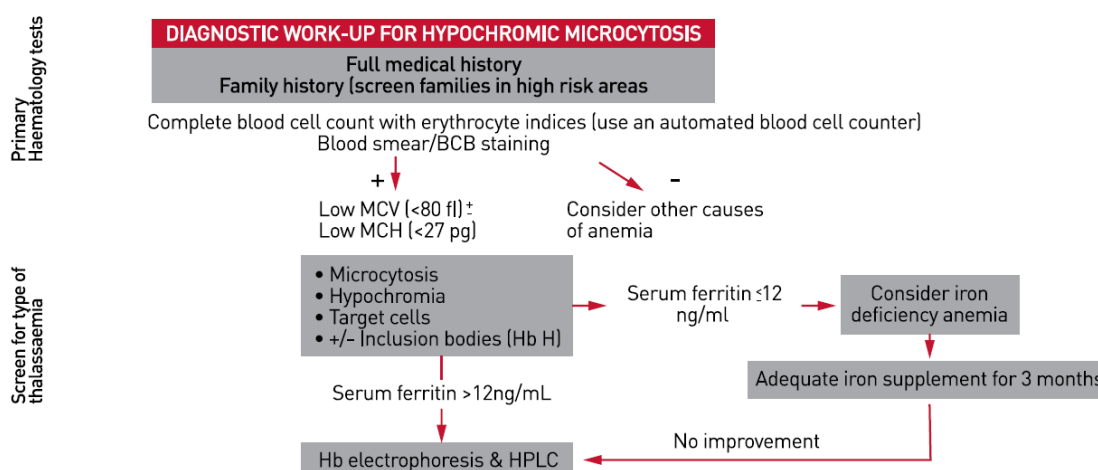 DIAGNOSTIC WORK-UP FOR HYPOCHROMIC MICROCYTOSIS
Primary
Haematology tests
Full medical history
Family history (screen families in high risk areas
Complete blood cell count with erythrocyte indices (use an automated blood cell counter)
Blood smear/BCB staining
+
-
Low MCV (<80 fl) ±
Low MCH (<27 pg)
Consider other causes
of anemia
Screen for type of
thalassaemia
• Microcytosis
• Hypochromia
• Target cells
• +/- Inclusion bodies (Hb H)
Serum ferritin ≤12
ng/ml
Consider iron
deficiency anemia
Serum ferritin >12ng/mL
Adequate iron supplement for 3 months
No improvement
Hb electrophoresis & HPLC